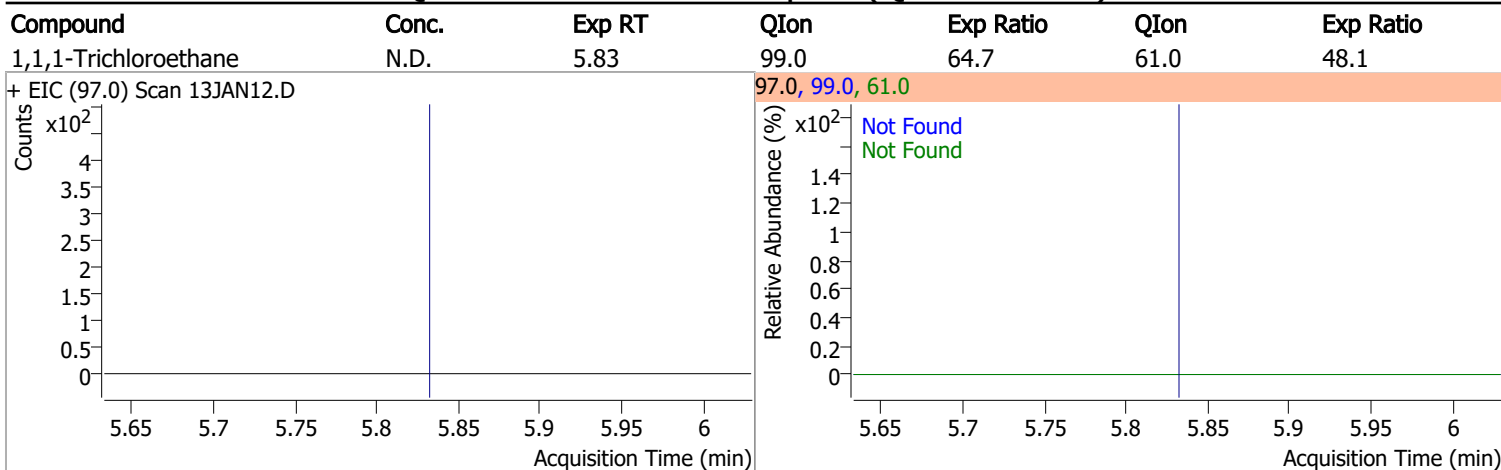 Compound Conc. Exp RT QIon Exp Ratio QIon Exp Ratio
1,1,1-Trichloroethane N.D. 5.83 99.0 64.7 61.0 48.1
+ EIC (97.0) Scan 13JAN12.D
Counts
x10²
4
3.5
3
2.5
2
1.5
1
0.5
0
5.65 5.7 5.75 5.8 5.85 5.9 5.95 6
Acquisition Time (min)
97.0, 99.0, 61.0
Relative Abundance (%)
x10²
Not Found
Not Found
1.4
1.2
1
0.8
0.6
0.4
0.2
0
5.65 5.7 5.75 5.8 5.85 5.9 5.95 6
Acquisition Time (min)